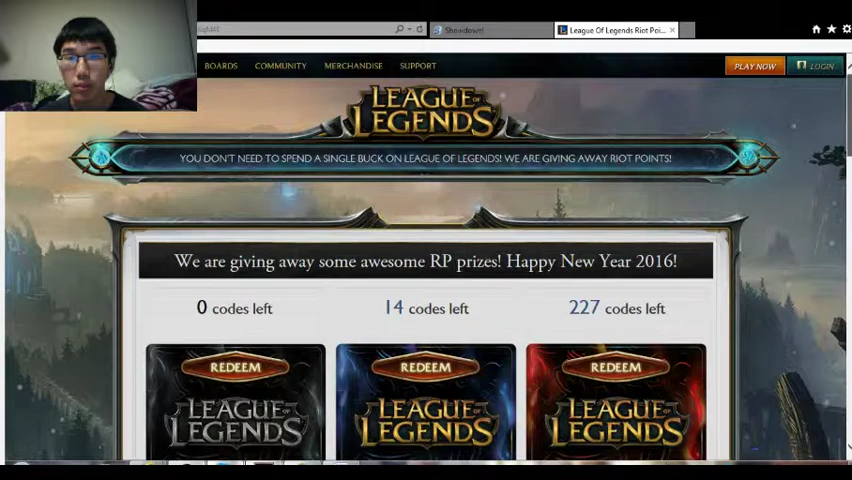 Showdown!
League Of Legends Riot Poi...
BOARDS COMMUNITY MERCHANDISE SUPPORT
PLAY NOW LOGIN
LEAGUE OF LEGENDS
YOU DON'T NEED TO SPEND A SINGLE BUCK ON LEAGUE OF LEGENDS! WE ARE GIVING AWAY RIOT POINTS!
We are giving away some awesome RP prizes! Happy New Year 2016!
0 codes left 14 codes left 227 codes left
REDEEM REDEEM REDEEM
LEAGUE OF LEGENDS LEAGUE OF LEGENDS LEAGUE OF LEGENDS